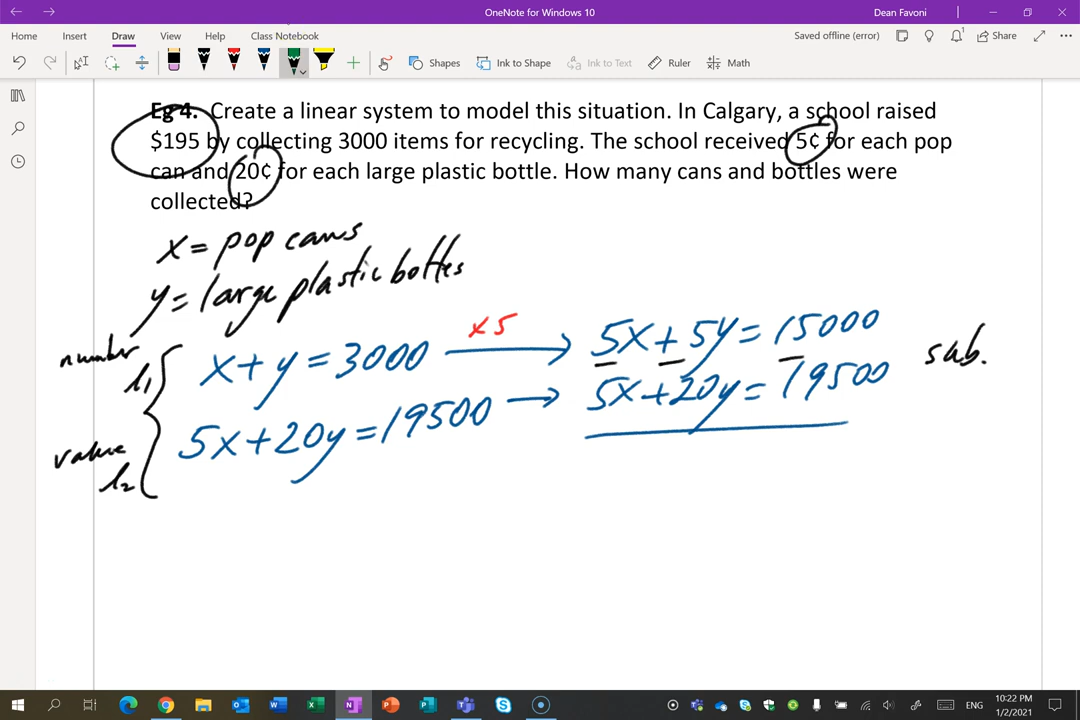 OneNote for Windows 10
Dean Favoni
Home Insert Draw View Help Class Notebook
Saved offline (error)
Share
Shapes
Ink to Shape
Ink to Text
Ruler
Math
Eg 4. Create a linear system to model this situation. In Calgary, a school raised
$195 by collecting 3000 items for recycling. The school received 5¢ for each pop
can and 20¢ for each large plastic bottle. How many cans and bottles were
collected?
x = pop cans
y = large plastic bottes
number l₁ x + y = 3000 x5 → 5x + 5y = 15000 sub.
value l₂ 5x + 20y = 19500 → 5x + 20y = 19500
ENG
10:22 PM
1/2/2021